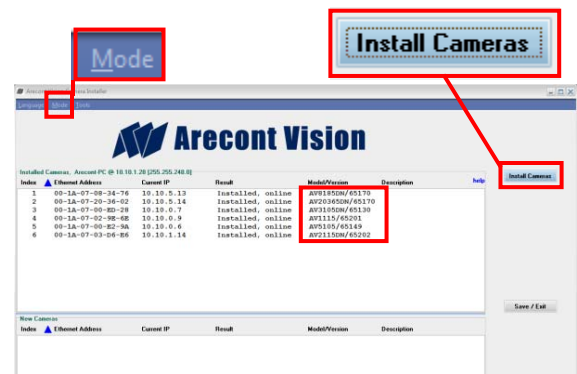 Install Cameras
Mode
Language Mode Tools
Arecont Vision
Installed Cameras, Arecont-PC @ 10.10.1.20 [255.255.248.0]
help
Install Cameras
Index Ethernet Address Current IP Result Model/Version Description
1 00-1A-07-08-34-76 10.10.5.13 Installed, online AV8185DN/65170
2 00-1A-07-20-36-02 10.10.5.14 Installed, online AV20365DN/65170
3 00-1A-07-00-ED-28 10.10.0.7 Installed, online AV3105DN/65130
4 00-1A-07-02-9E-6E 10.10.0.9 Installed, online AV1115/65201
5 00-1A-07-00-E2-9A 10.10.0.6 Installed, online AV5105/65149
6 00-1A-07-03-D6-E6 10.10.1.14 Installed, online AV2115DN/65202
Save / Exit
New Cameras
Index Ethernet Address Current IP Result Model/Version Description